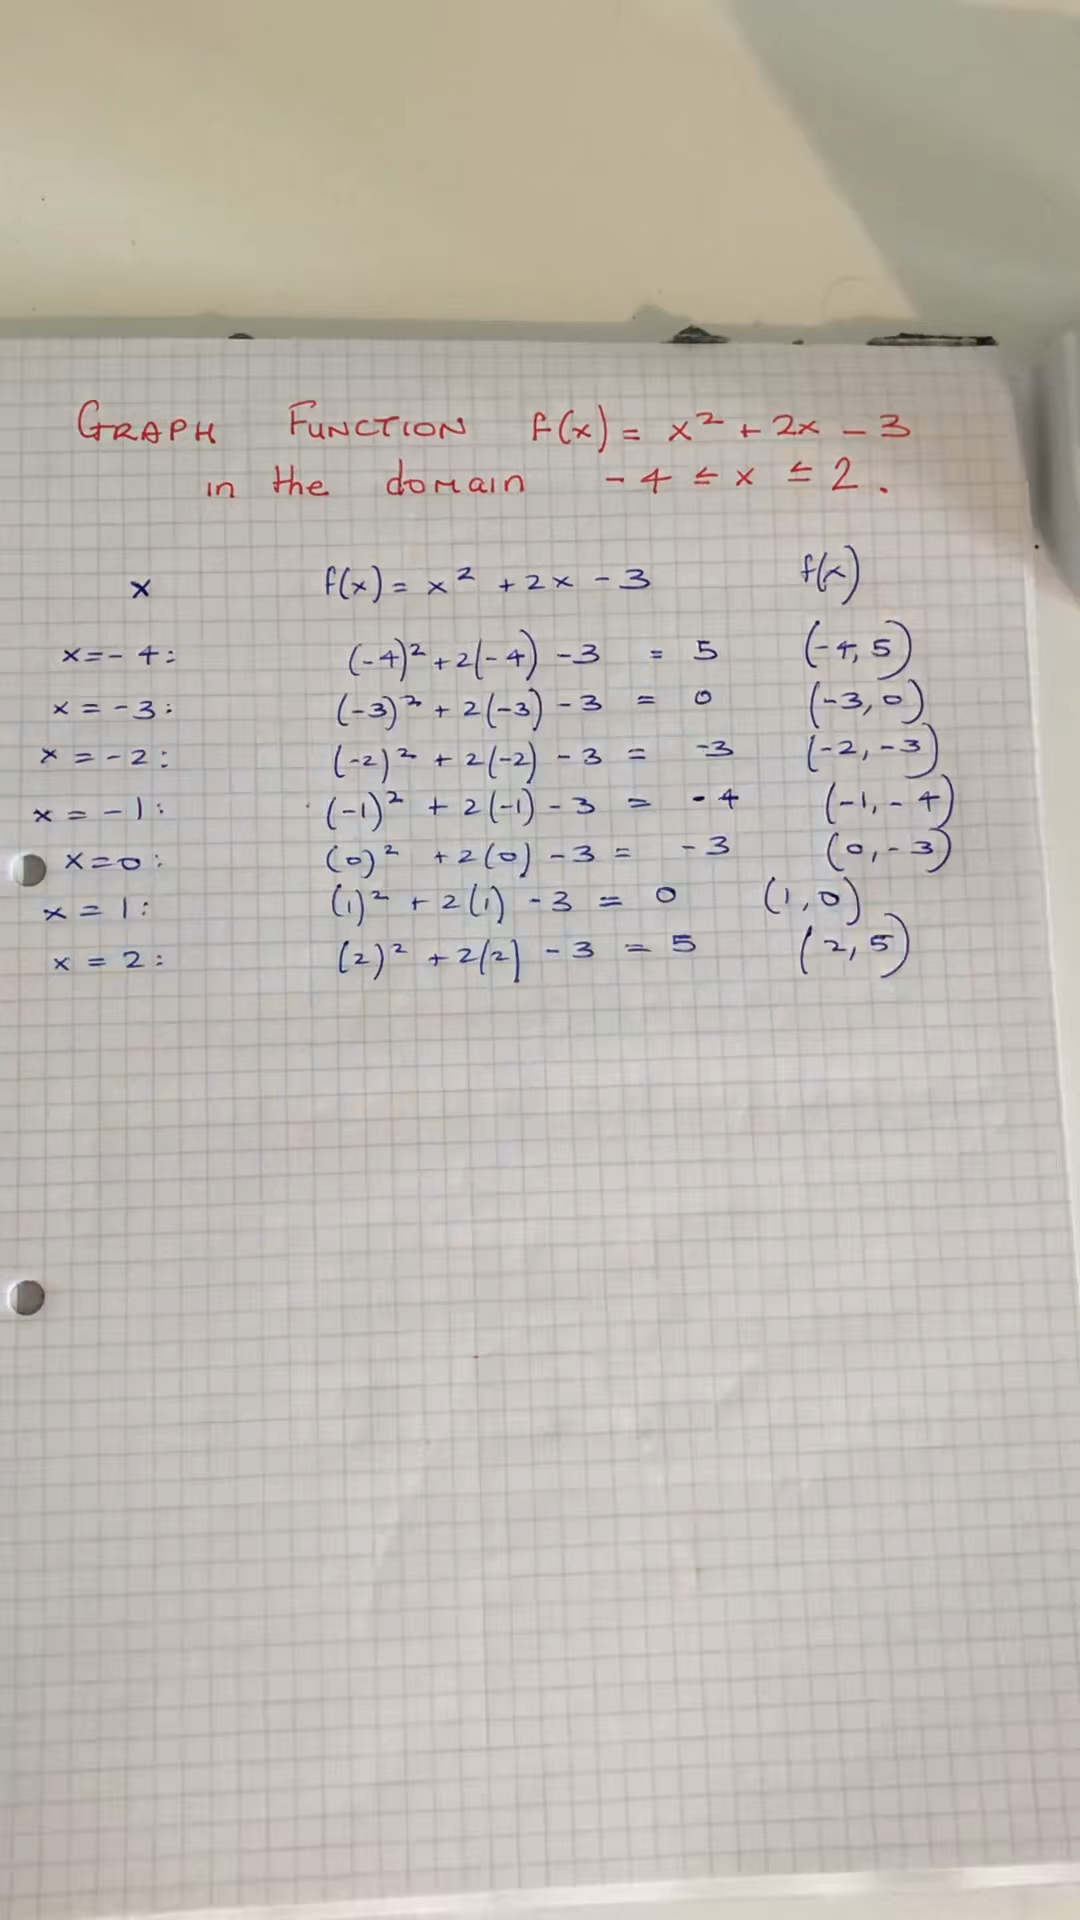 GRAPH FUNCTION f(x) = x² + 2x - 3
in the domain -4 ≤ x ≤ 2.
x f(x) = x² + 2x - 3 f(x)
x = -4: (-4)² + 2(-4) - 3 = 5 (-4, 5)
x = -3: (-3)² + 2(-3) - 3 = 0 (-3, 0)
x = -2: (-2)² + 2(-2) - 3 = -3 (-2, -3)
x = -1: (-1)² + 2(-1) - 3 = -4 (-1, -4)
x = 0: (0)² + 2(0) - 3 = -3 (0, -3)
x = 1: (1)² + 2(1) - 3 = 0 (1, 0)
x = 2: (2)² + 2(2) - 3 = 5 (2, 5)